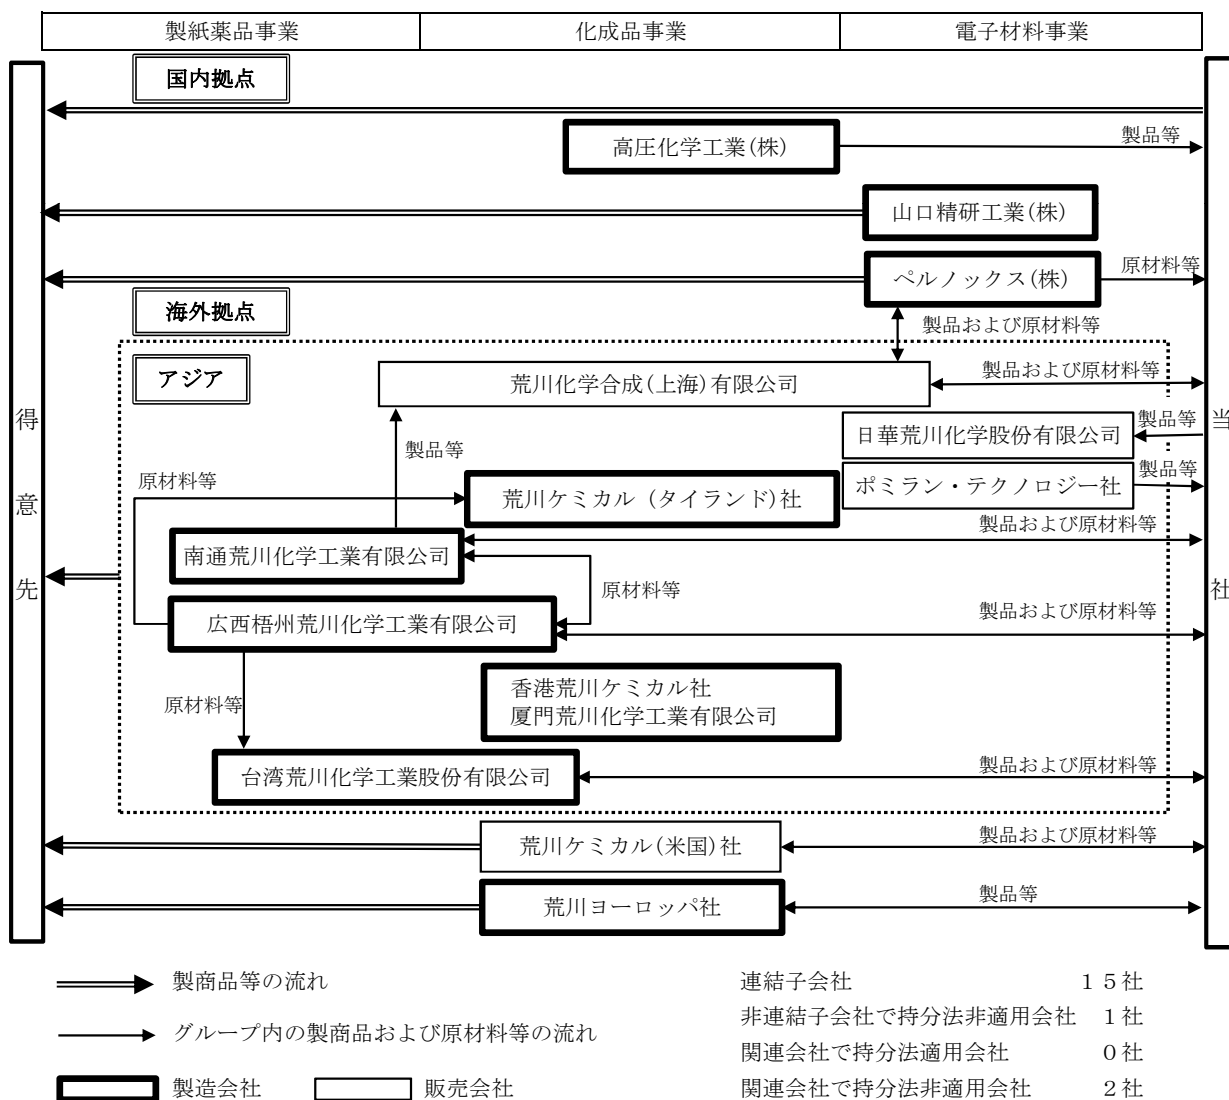 製紙薬品事業 化成品事業 電子材料事業
国内拠点
高圧化学工業(株) 製品等
山口精研工業(株)
ペルノックス(株) 原材料等
海外拠点 製品および原材料等
アジア 荒川化学合成(上海)有限公司 製品および原材料等
得意先
当社
日華荒川化学股份有限公司 製品等
製品等
原材料等 荒川ケミカル(タイランド)社 ポミラン・テクノロジー社 製品等
南通荒川化学工業有限公司 製品および原材料等
原材料等
広西梧州荒川化学工業有限公司 製品および原材料等
香港荒川ケミカル社
厦門荒川化学工業有限公司
原材料等
台湾荒川化学工業股份有限公司 製品および原材料等
荒川ケミカル(米国)社 製品および原材料等
荒川ヨーロッパ社 製品等
製商品等の流れ 連結子会社 15社
非連結子会社で持分法非適用会社 1社
グループ内の製商品および原材料等の流れ
関連会社で持分法適用会社 0社
製造会社 販売会社 関連会社で持分法非適用会社 2社